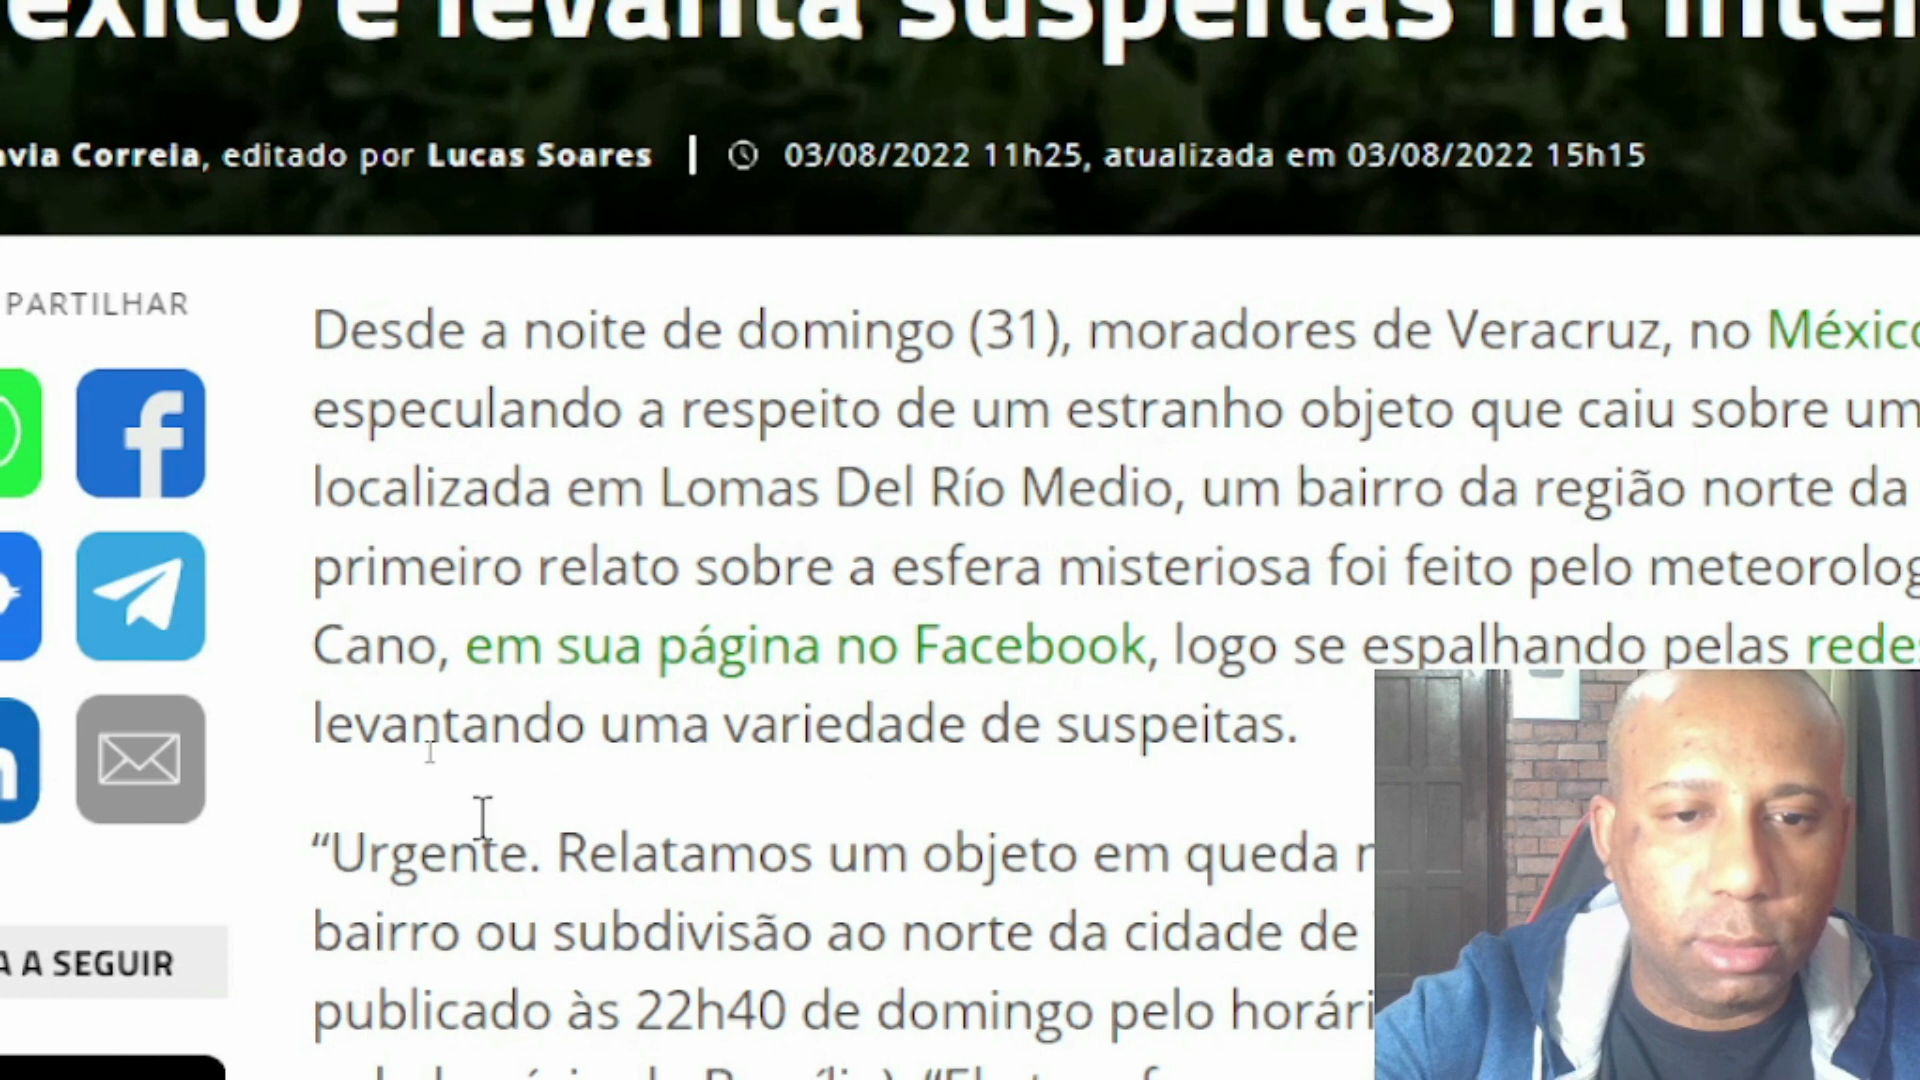 éxico e levanta suspeitas na
Correia, editado por Lucas Soares | 03/08/2022 11h25, atualizada em 03/08/2022 15h15
PARTILHAR
Desde a noite de domingo (31), moradores de Veracruz, no México
especulando a respeito de um estranho objeto que caiu sobre um
localizada em Lomas Del Río Medio, um bairro da região norte da
primeiro relato sobre a esfera misteriosa foi feito pelo meteorolog
Cano, em sua página no Facebook, logo se espalhando pelas redes
levantando uma variedade de suspeitas.
“Urgente. Relatamos um objeto em queda
bairro ou subdivisão ao norte da cidade de
A A SEGUIR
publicado às 22h40 de domingo pelo horári